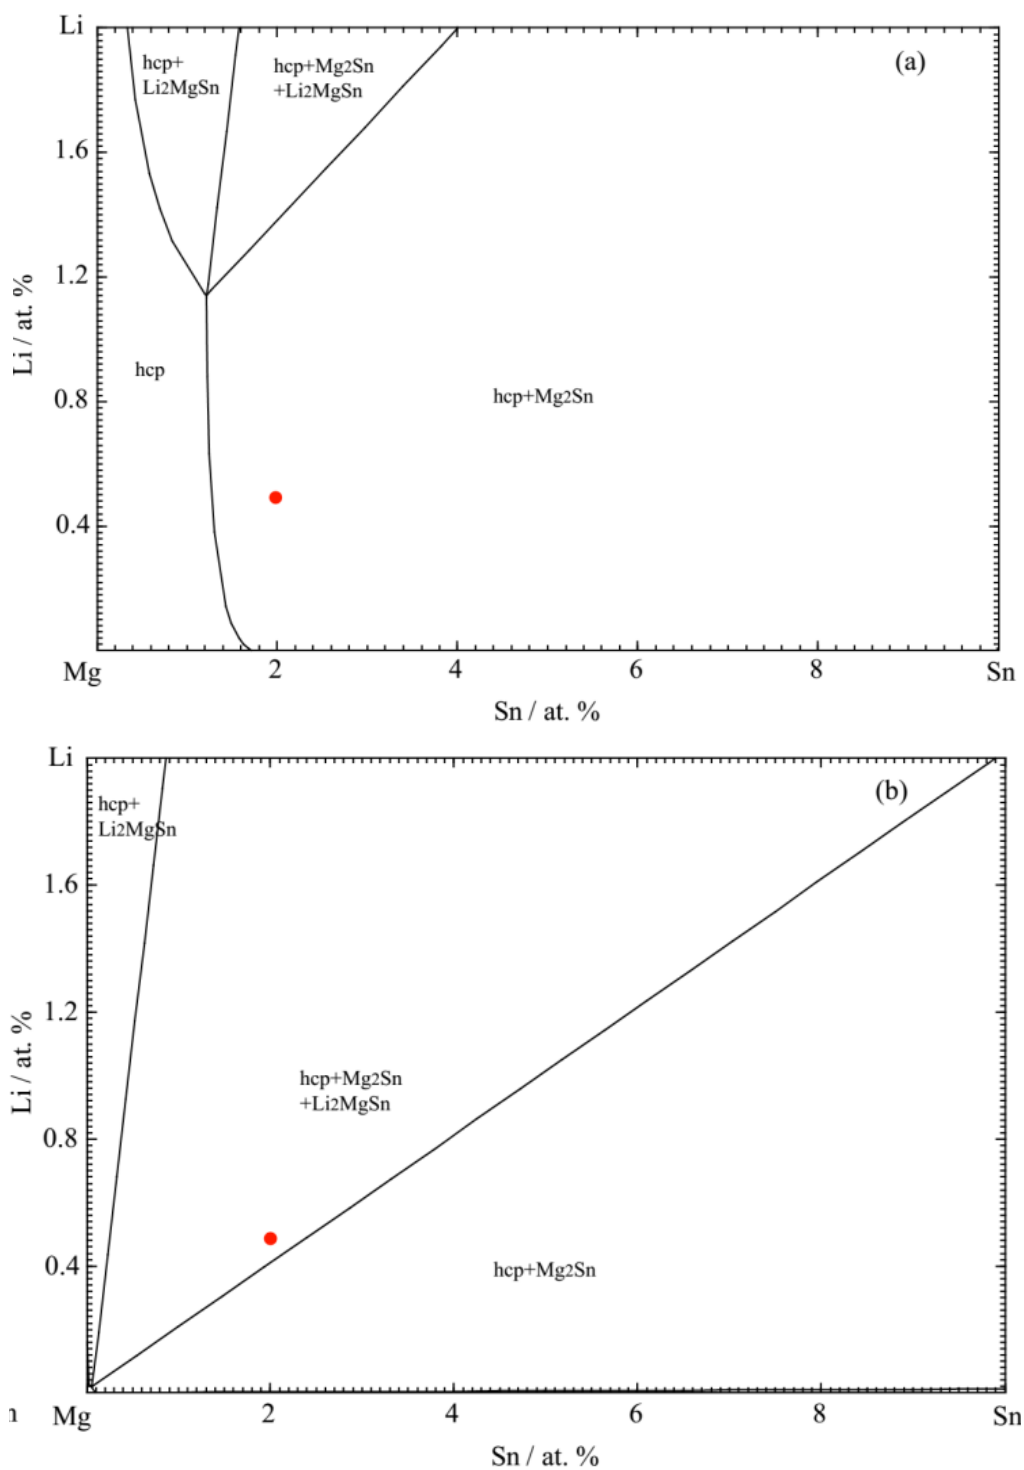 Li
(a)
hcp+
Li2MgSn
hcp+Mg2Sn
+Li2MgSn
1.6
1.2
Li / at. %
hcp
0.8
hcp+Mg2Sn
0.4
Mg
2
4
6
8
Sn
Sn / at. %
Li
(b)
hcp+
Li2MgSn
1.6
1.2
Li / at. %
hcp+Mg2Sn
+Li2MgSn
0.8
0.4
hcp+Mg2Sn
Mg
2
4
6
8
Sn
Sn / at. %